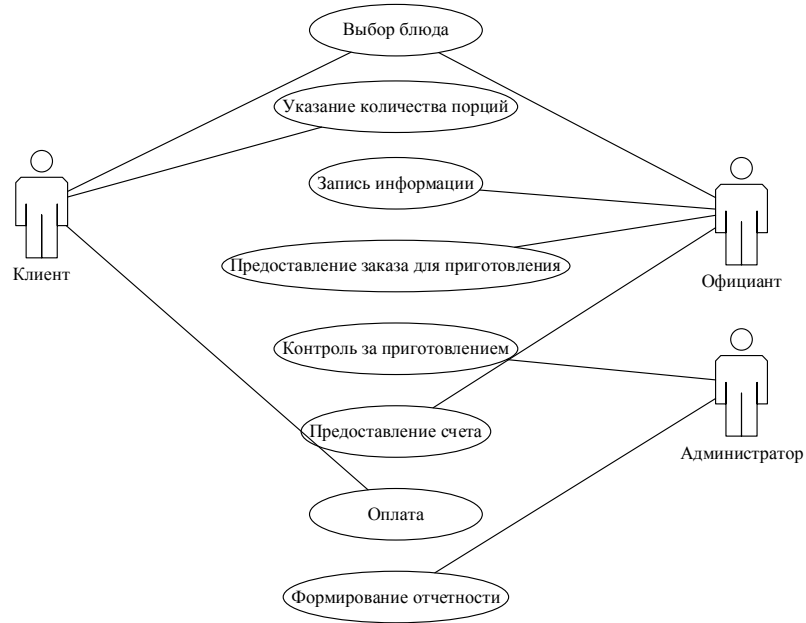 Выбор блюда
Указание количества порций
Запись информации
Клиент
Предоставление заказа для приготовления
Официант
Контроль за приготовлением
Предоставление счета
Администратор
Оплата
Формирование отчетности